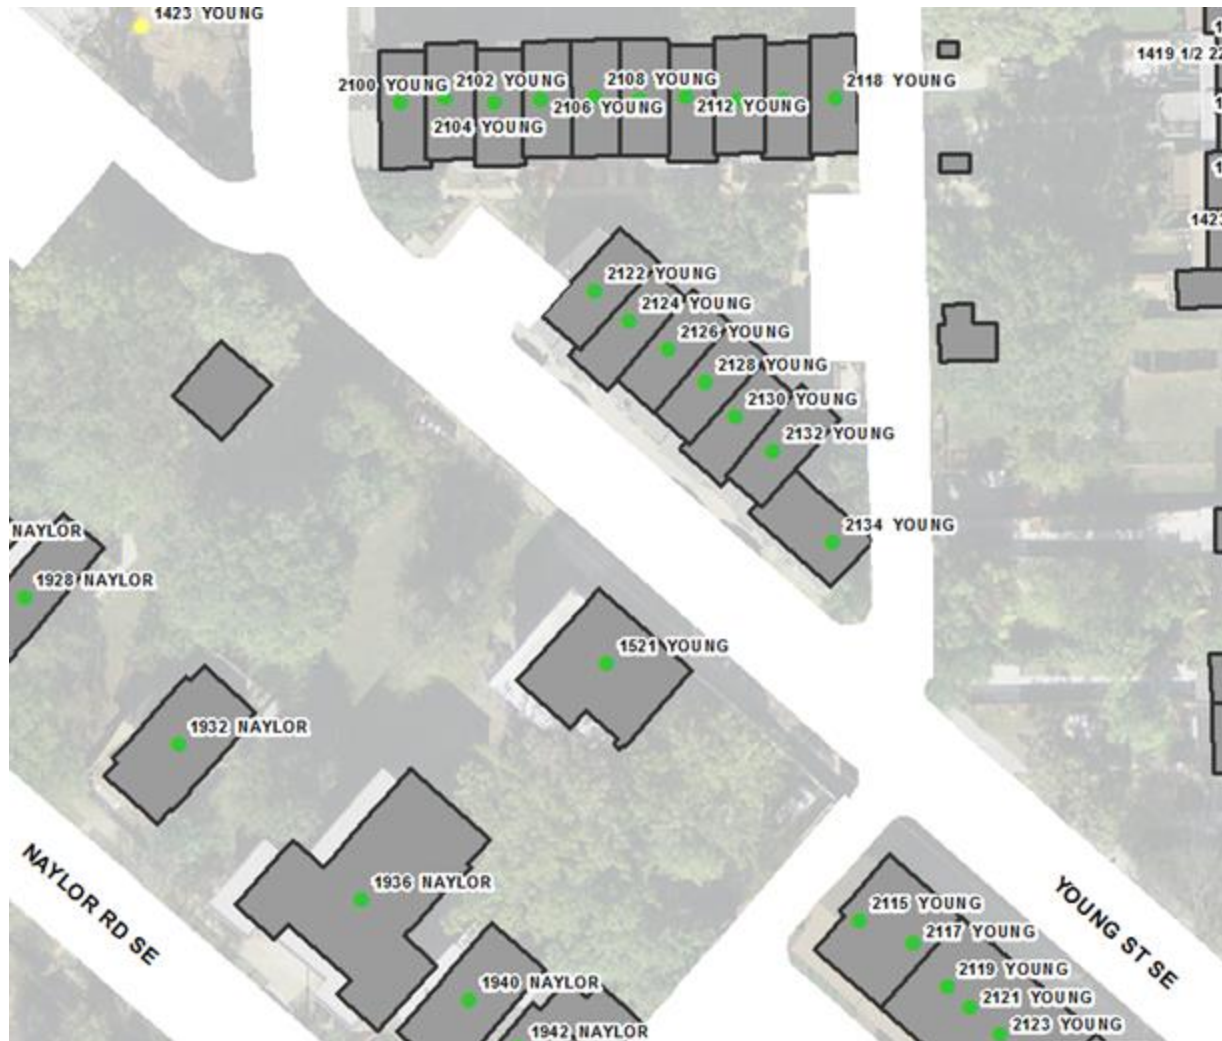 1423 YOUNG
1419 1/2 22
2100 YOUNG
2102 YOUNG
2108 YOUNG
2118 YOUNG
2106 YOUNG
2112 YOUNG
2104 YOUNG
1423
2122 YOUNG
2124 YOUNG
2126 YOUNG
2128 YOUNG
2130 YOUNG
2132 YOUNG
2134 YOUNG
NAYLOR
1928 NAYLOR
1521 YOUNG
1932 NAYLOR
1936 NAYLOR
NAYLOR RD SE
YOUNG ST SE
2115 YOUNG
2117 YOUNG
2119 YOUNG
2121 YOUNG
2123 YOUNG
1940 NAYLOR
1942 NAYLOR